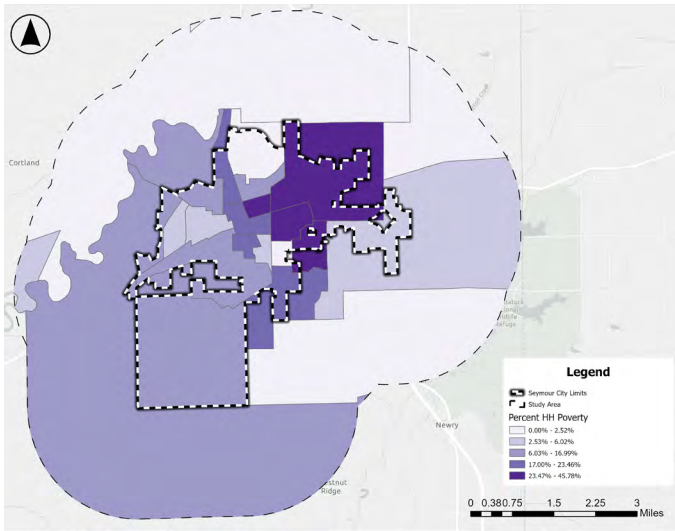 Cortland
Legend
Seymour City Limits
Study Area
Percent HH Poverty
0.00% - 2.52%
2.53% - 6.02%
6.03% - 16.99%
17.00% - 23.46%
23.47% - 45.78%
Newry
Ridge
0 0.380.75 1.5 2.25 3
Miles